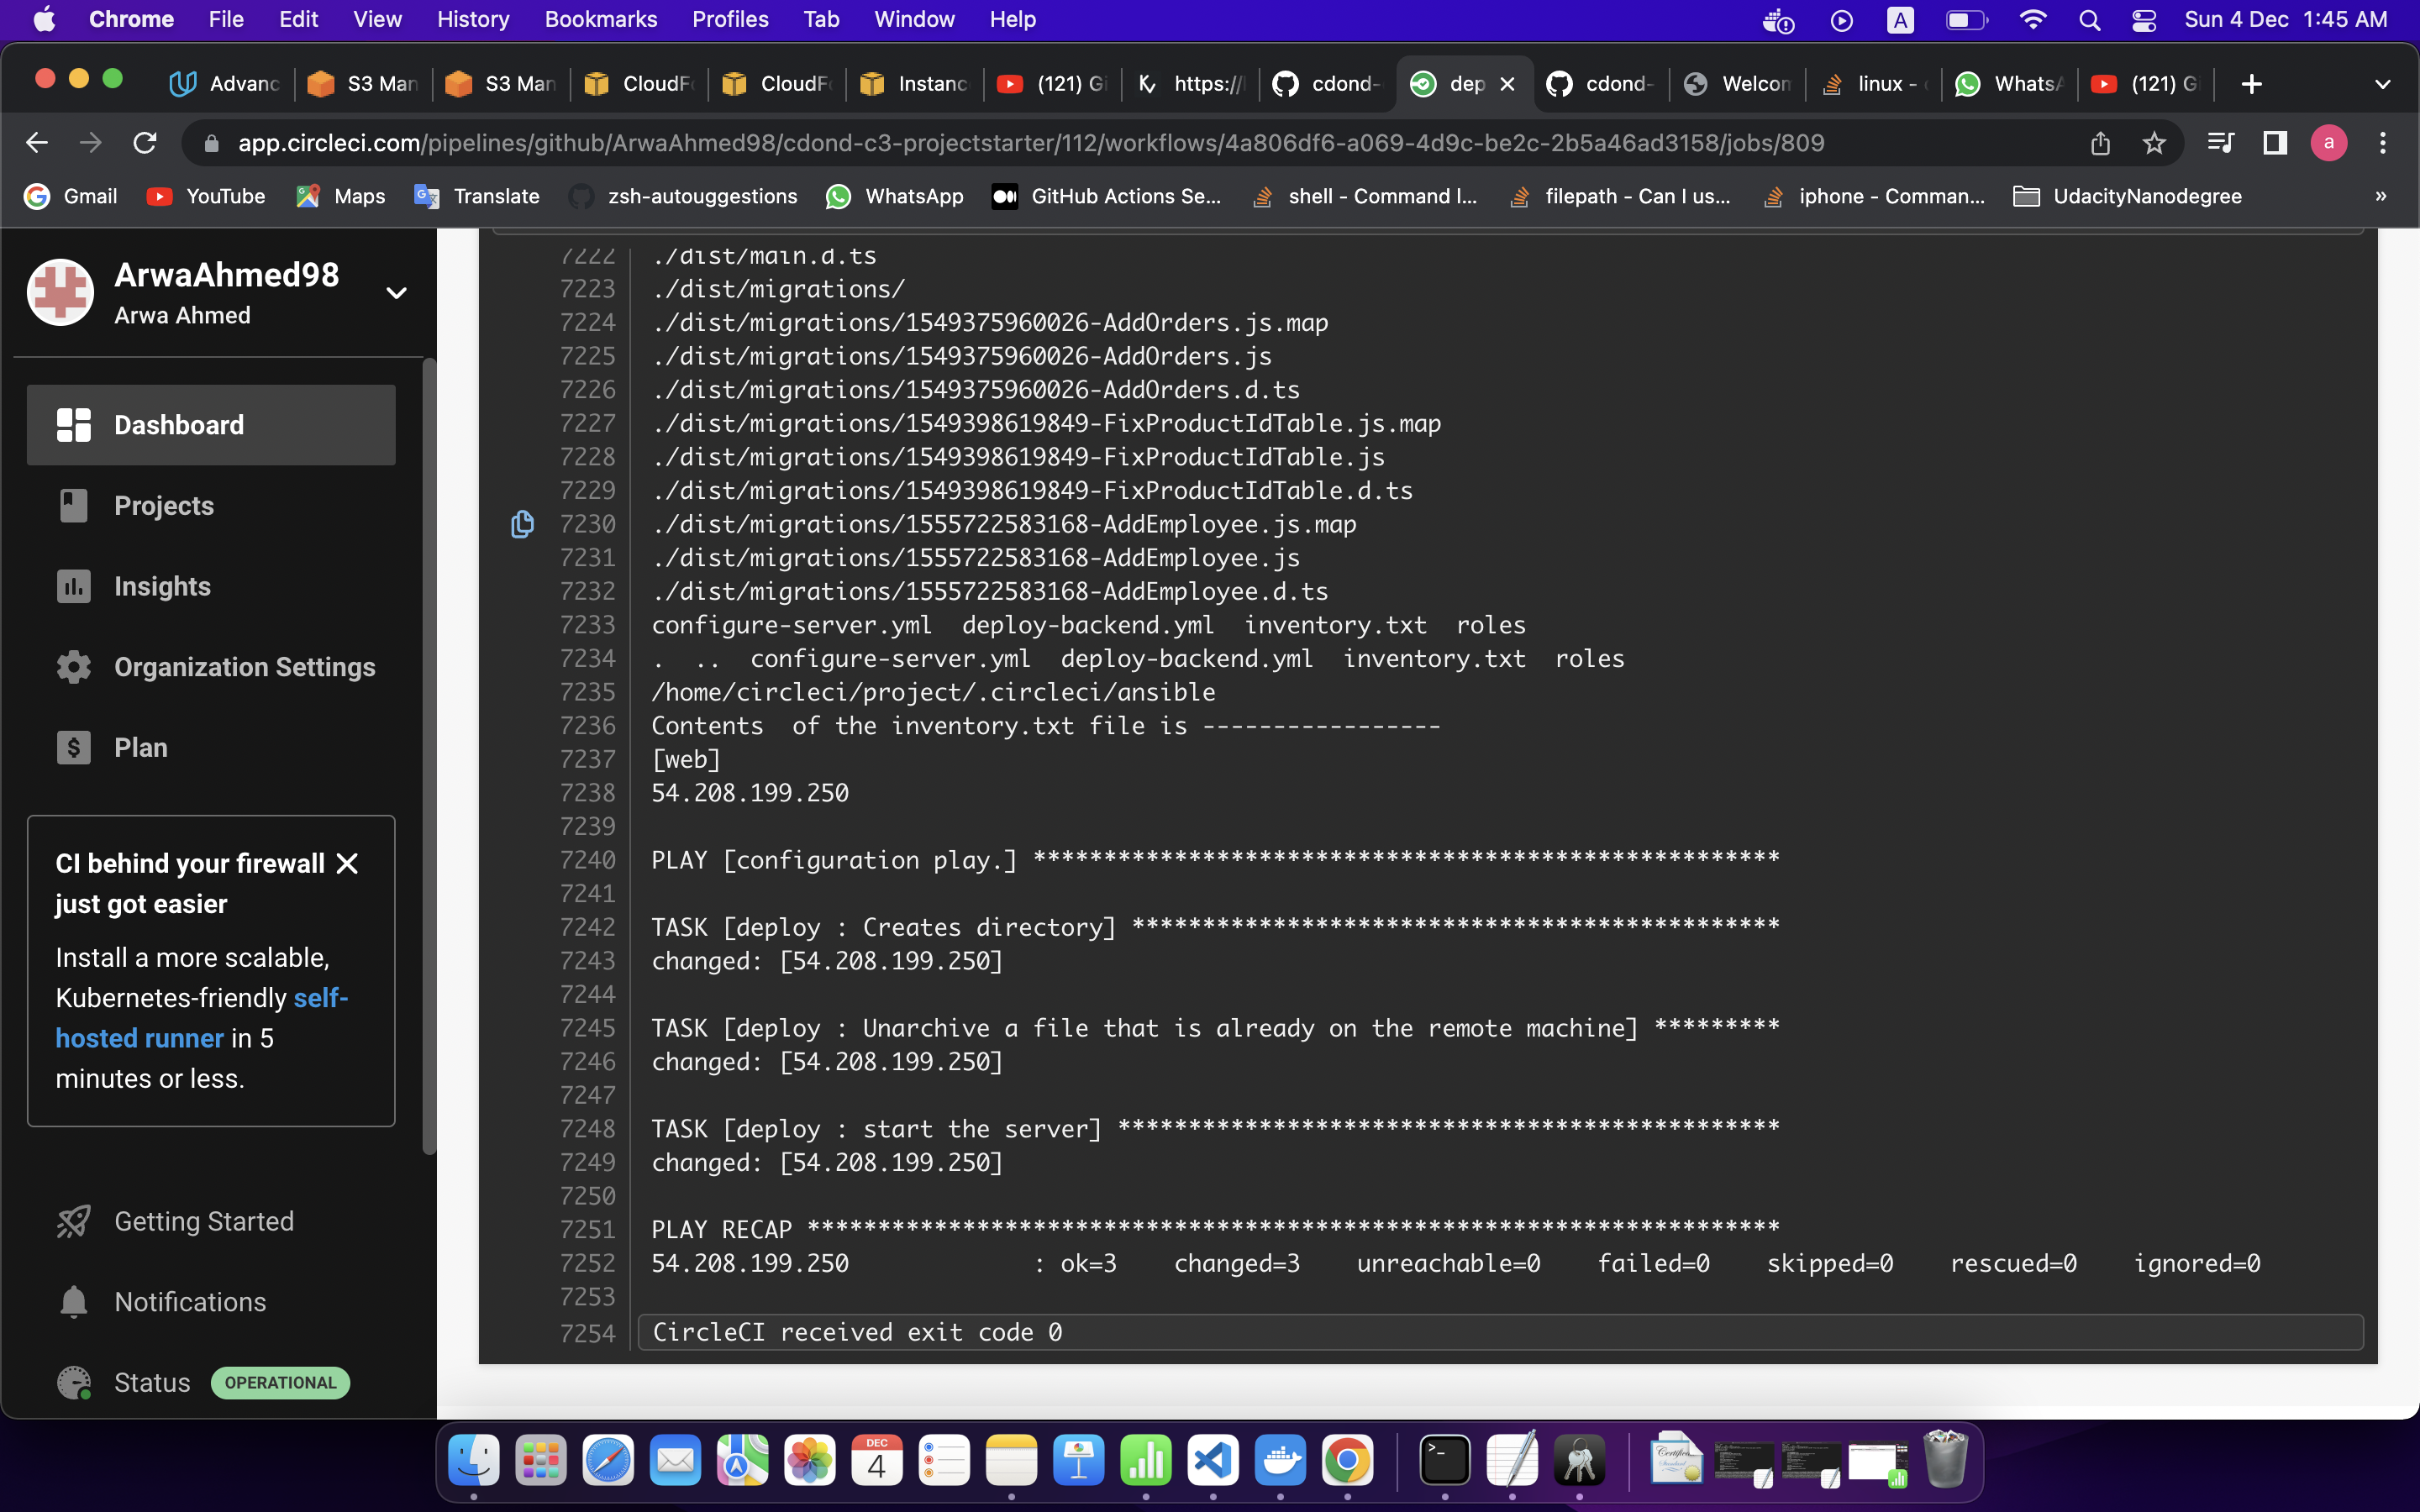 Chrome File Edit View History Bookmarks Profiles Tab Window Help A Sun 4 Dec 1:45 AM
Advanc S3 Man S3 Man CloudFo CloudFo Instanc (121) Gi https:// cdond- dep cdond- Welcom linux - WhatsA (121) G
app.circleci.com/pipelines/github/ArwaAhmed98/cdond-c3-projectstarter/112/workflows/4a806df6-a069-4d9c-be2c-2b5a46ad3158/jobs/809 a
Gmail YouTube Maps Translate zsh-autouggestions WhatsApp GitHub Actions Se... shell - Command l... filepath - Can I us... iphone - Comman... UdacityNanodegree »
ArwaAhmed98
Arwa Ahmed
Dashboard
Projects
Insights
Organization Settings
Plan
CI behind your firewall
just got easier
Install a more scalable,
Kubernetes-friendly self-
hosted runner in 5
minutes or less.
Getting Started
Notifications
Status OPERATIONAL
7222 ./dist/main.d.ts
7223 ./dist/migrations/
7224 ./dist/migrations/1549375960026-AddOrders.js.map
7225 ./dist/migrations/1549375960026-AddOrders.js
7226 ./dist/migrations/1549375960026-AddOrders.d.ts
7227 ./dist/migrations/1549398619849-FixProductIdTable.js.map
7228 ./dist/migrations/1549398619849-FixProductIdTable.js
7229 ./dist/migrations/1549398619849-FixProductIdTable.d.ts
7230 ./dist/migrations/1555722583168-AddEmployee.js.map
7231 ./dist/migrations/1555722583168-AddEmployee.js
7232 ./dist/migrations/1555722583168-AddEmployee.d.ts
7233 configure-server.yml deploy-backend.yml inventory.txt roles
7234 . .. configure-server.yml deploy-backend.yml inventory.txt roles
7235 /home/circleci/project/.circleci/ansible
7236 Contents of the inventory.txt file is -----------------
7237 [web]
7238 54.208.199.250
7239
7240 PLAY [configuration play.] *****************************************************
7241
7242 TASK [deploy : Creates directory] **********************************************
7243 changed: [54.208.199.250]
7244
7245 TASK [deploy : Unarchive a file that is already on the remote machine] *********
7246 changed: [54.208.199.250]
7247
7248 TASK [deploy : start the server] ***********************************************
7249 changed: [54.208.199.250]
7250
7251 PLAY RECAP *********************************************************************
7252 54.208.199.250 : ok=3 changed=3 unreachable=0 failed=0 skipped=0 rescued=0 ignored=0
7253
7254 CircleCI received exit code 0
DEC
4